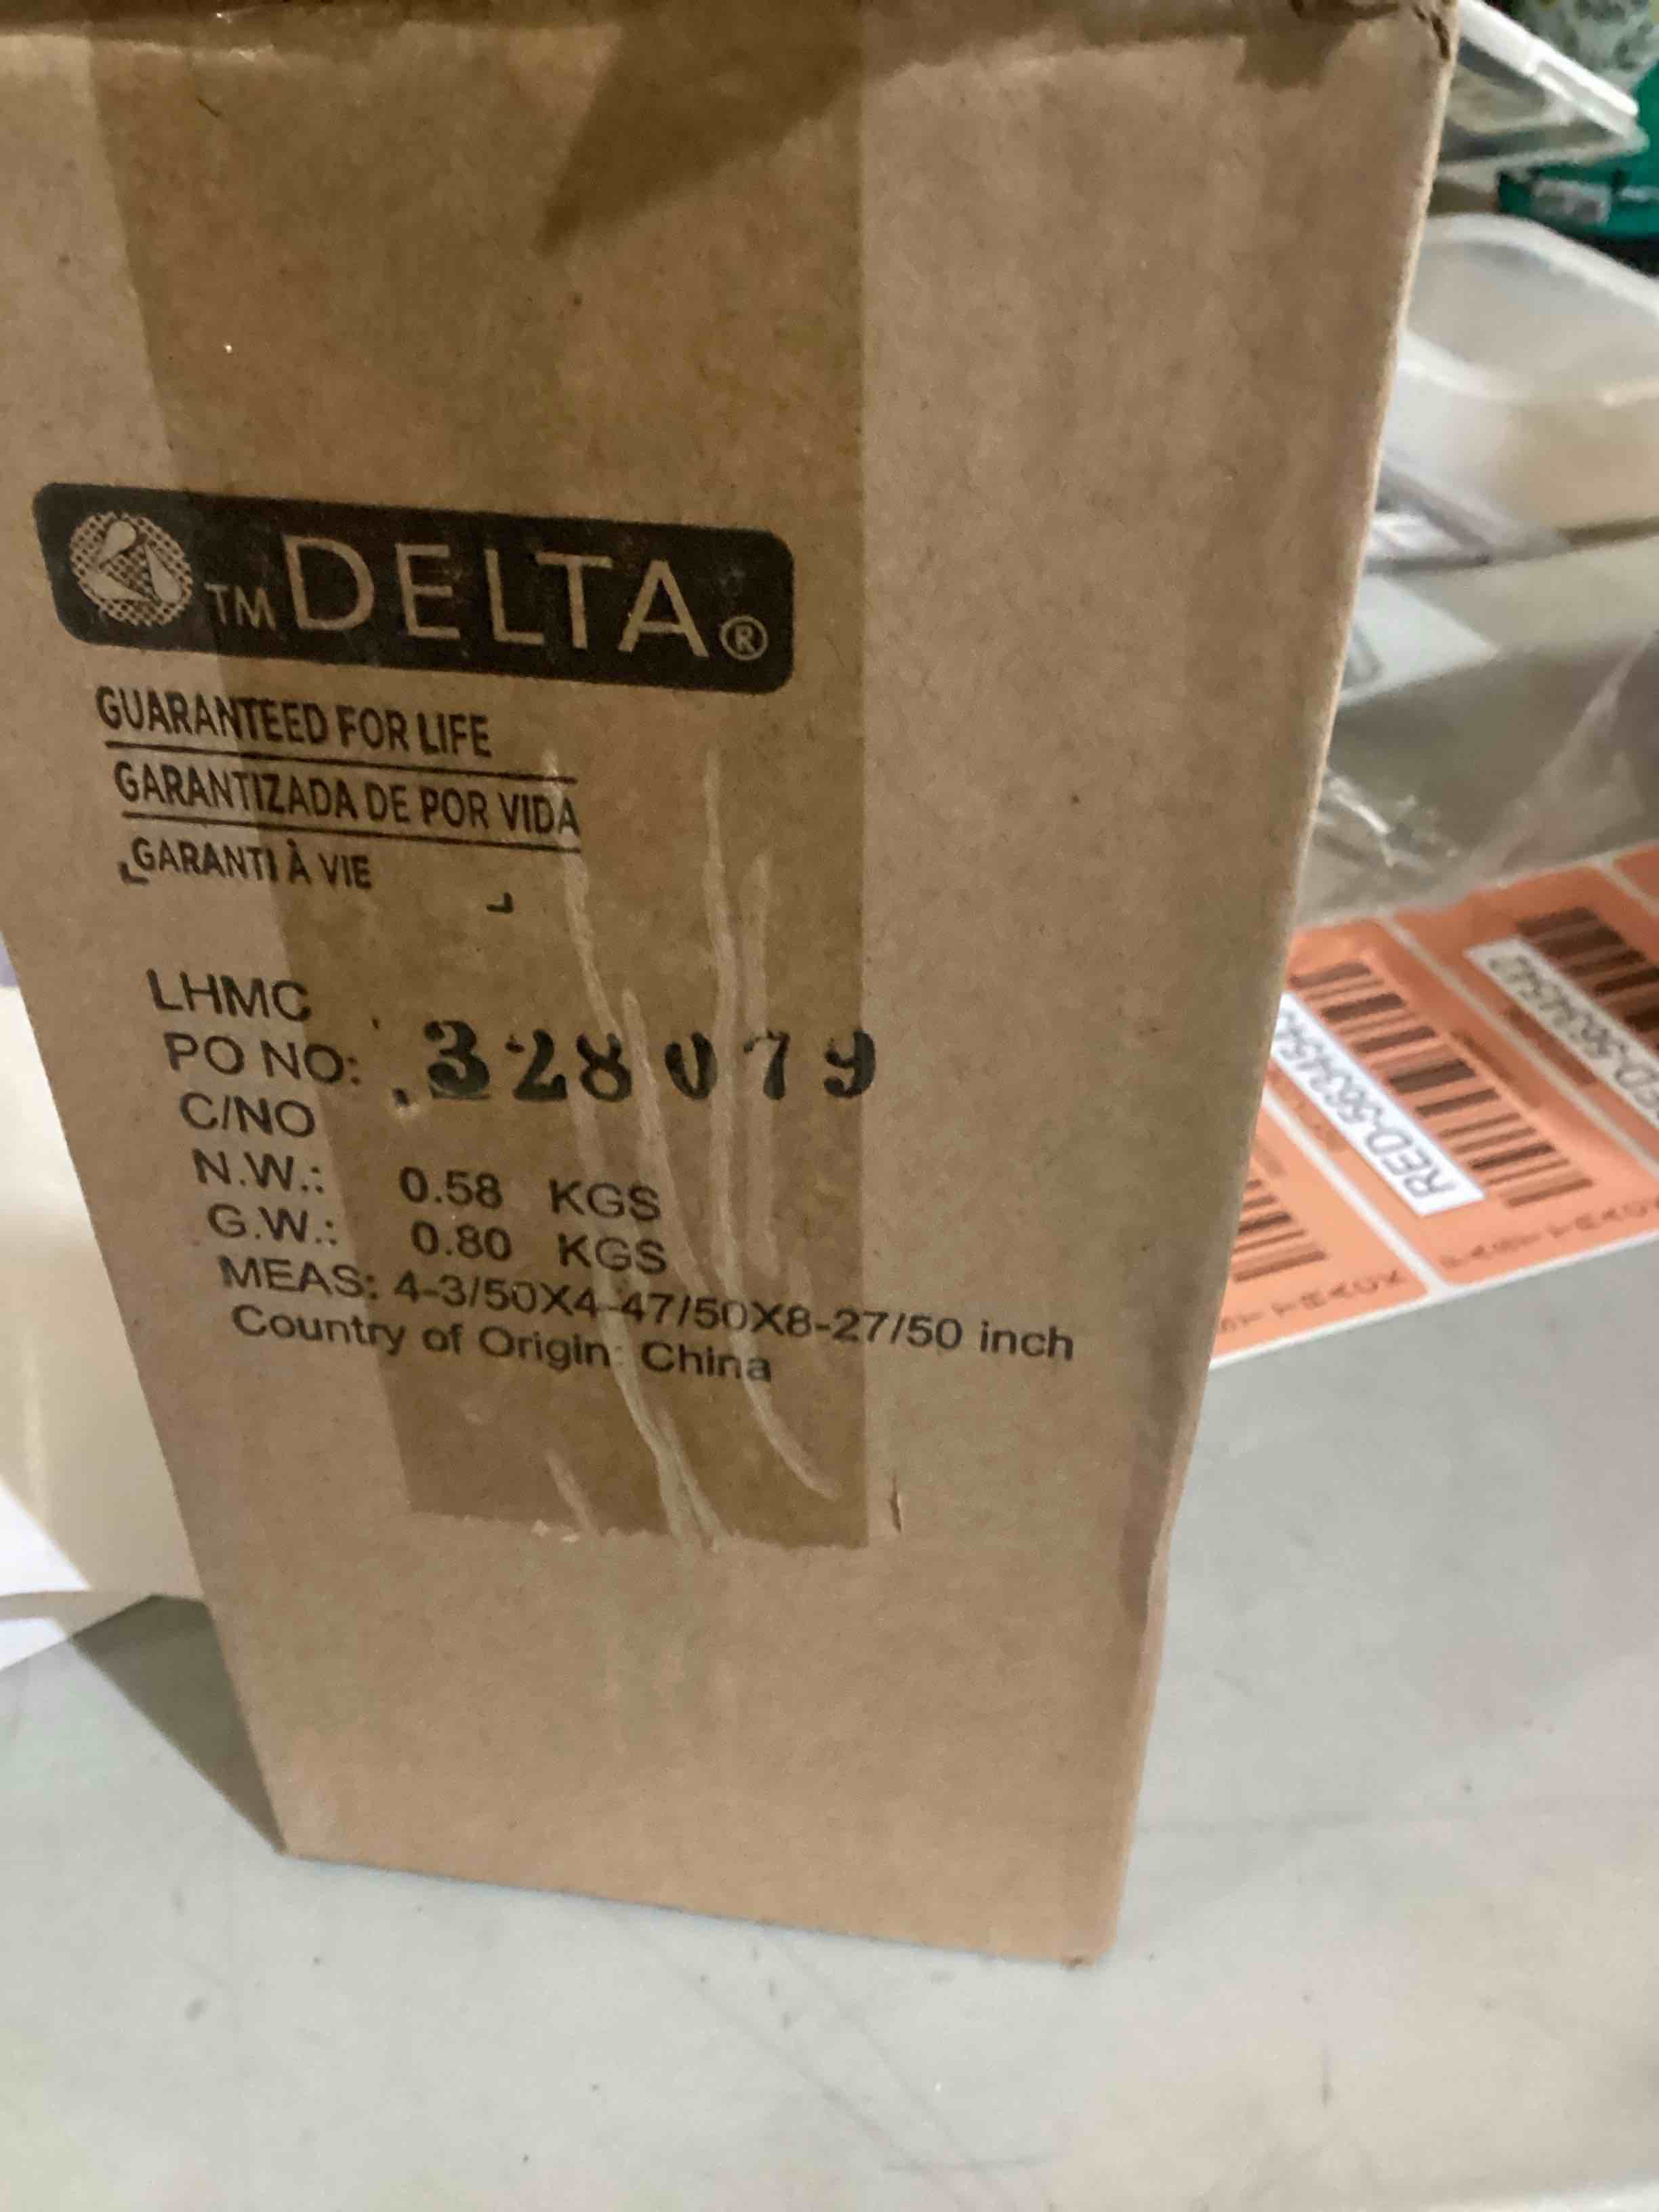 ™ DELTA®
GUARANTEED FOR LIFE
GARANTIZADA DE POR VIDA
GARANTI À VIE
LHMC
PO NO: 328079
C/NO
N.W.: 0.58 KGS
G.W.: 0.80 KGS
MEAS: 4-3/50X4-47/50X8-27/50 inch
Country of Origin: China